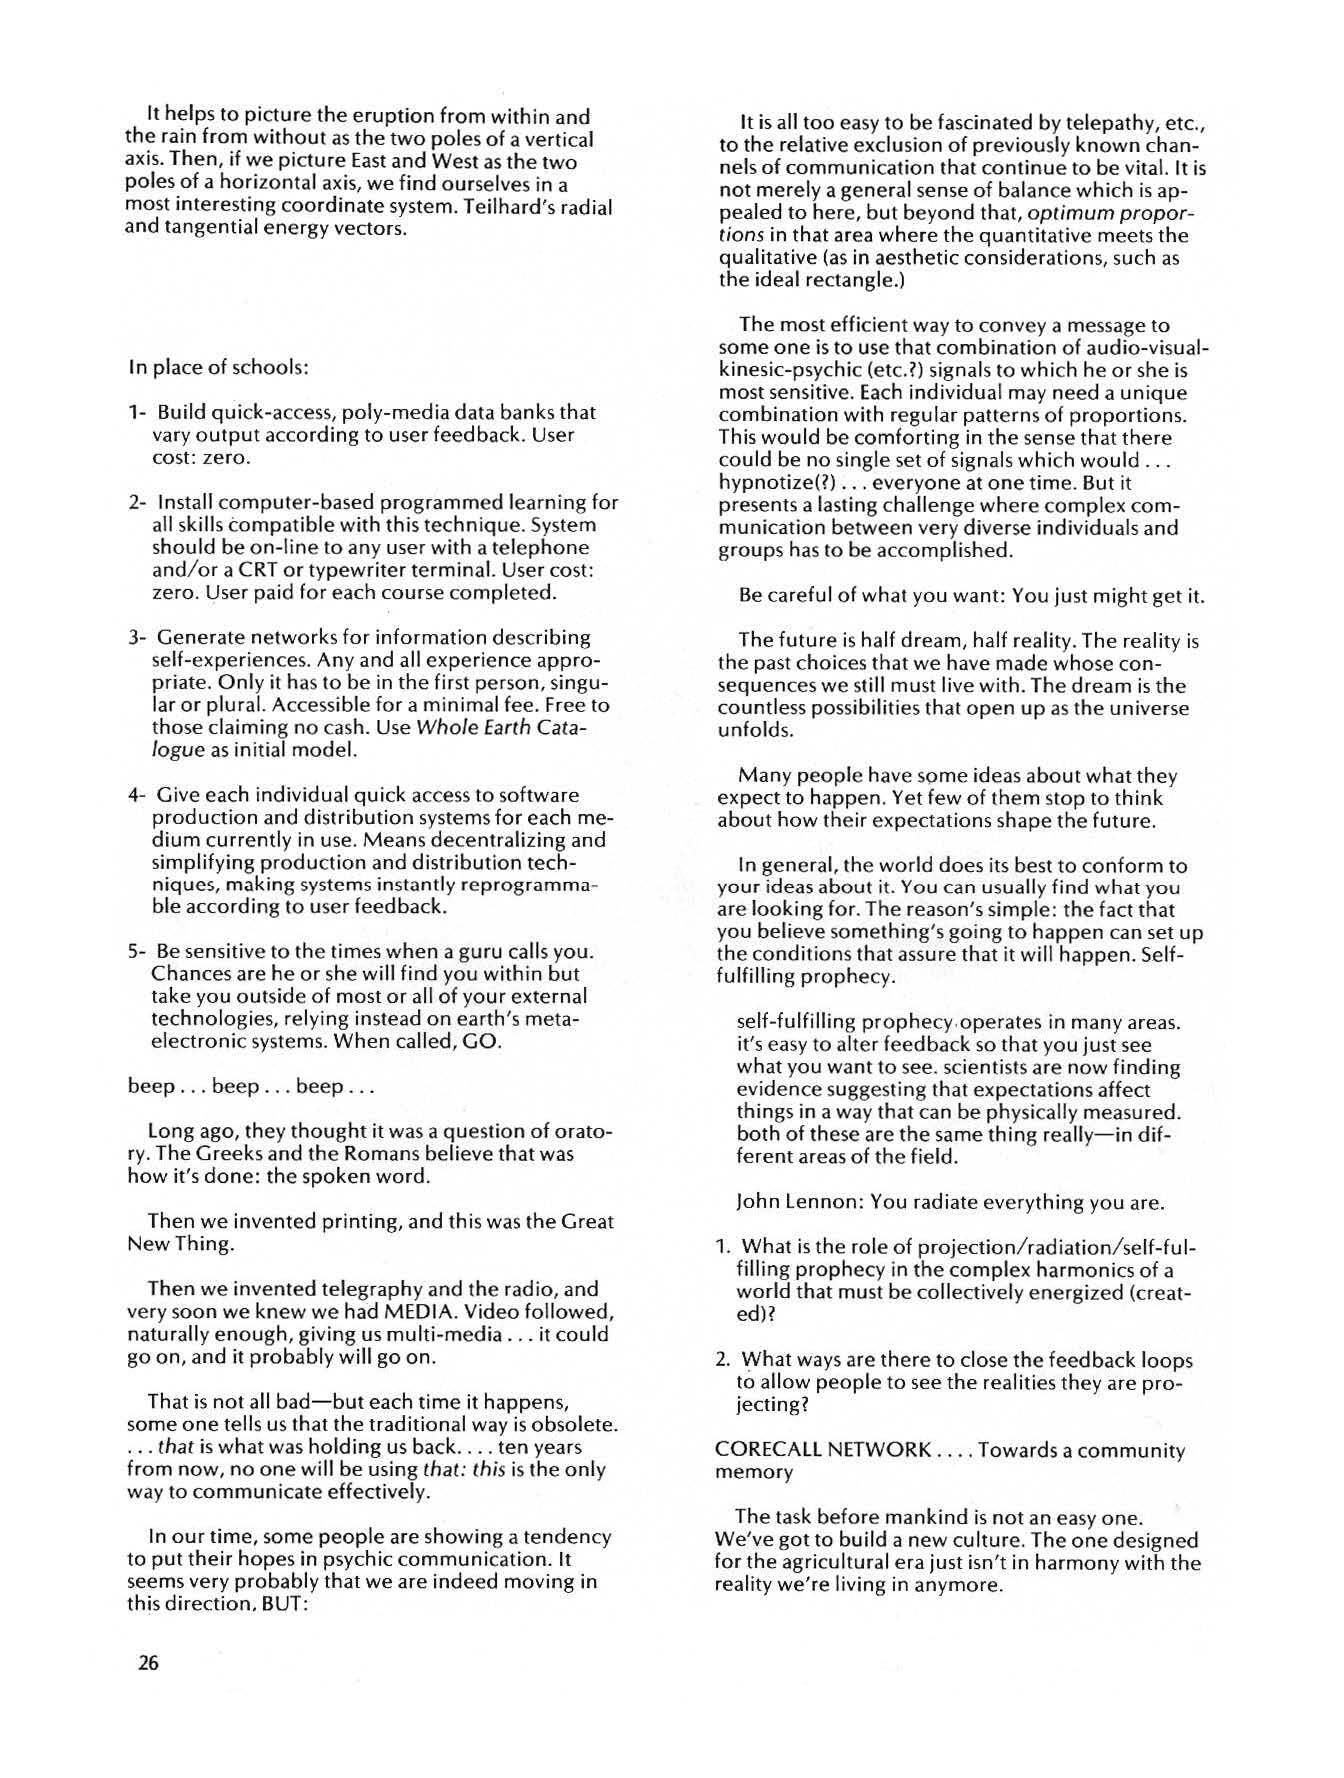 It helps to picture the eruption from within and
the rain from without as the two poles of a vertical
axis. Then, if we picture East and West as the two
poles of a horizontal axis, we find ourselves in a
most interesting coordinate system. Teilhard's radial
and tangential energy vectors.
In place of schools:
1- Build quick-access, poly-media data banks that
vary output according to user feedback. User
cost: zero.
2- Install computer-based programmed learning for
all skills compatible with this technique. System
should be on-line to any user with a telephone
and/or a CRT or typewriter terminal. User cost:
zero. User paid for each course completed.
3- Generate networks for information describing
self-experiences. Any and all experience appro-
priate. Only it has to be in the first person, singu-
lar or plural. Accessible for a minimal fee. Free to
those claiming no cash. Use Whole Earth Cata-
logue as initial model.
4- Give each individual quick access to software
production and distribution systems for each me-
dium currently in use. Means decentralizing and
simplifying production and distribution tech-
niques, making systems instantly reprogramma-
ble according to user feedback.
5- Be sensitive to the times when a guru calls you.
Chances are he or she will find you within but
take you outside of most or all of your external
technologies, relying instead on earth's meta-
electronic systems. When called, GO.
beep . . . beep . . . beep . . .
Long ago, they thought it was a question of orato-
ry. The Greeks and the Romans believe that was
how it's done: the spoken word.
Then we invented printing, and this was the Great
New Thing.
Then we invented telegraphy and the radio, and
very soon we knew we had MEDIA. Video followed,
naturally enough, giving us multi-media . . . it could
go on, and it probably will go on.
That is not all bad—but each time it happens,
some one tells us that the traditional way is obsolete.
. . . that is what was holding us back. . . . ten years
from now, no one will be using that: this is the only
way to communicate effectively.
In our time, some people are showing a tendency
to put their hopes in psychic communication. It
seems very probably that we are indeed moving in
this direction, BUT:
26
It is all too easy to be fascinated by telepathy, etc.,
to the relative exclusion of previously known chan-
nels of communication that continue to be vital. It is
not merely a general sense of balance which is ap-
pealed to here, but beyond that, optimum propor-
tions in that area where the quantitative meets the
qualitative (as in aesthetic considerations, such as
the ideal rectangle.)
The most efficient way to convey a message to
some one is to use that combination of audio-visual-
kinesic-psychic (etc.?) signals to which he or she is
most sensitive. Each individual may need a unique
combination with regular patterns of proportions.
This would be comforting in the sense that there
could be no single set of signals which would . . .
hypnotize(?) . . . everyone at one time. But it
presents a lasting challenge where complex com-
munication between very diverse individuals and
groups has to be accomplished.
Be careful of what you want: You just might get it.
The future is half dream, half reality. The reality is
the past choices that we have made whose con-
sequences we still must live with. The dream is the
countless possibilities that open up as the universe
unfolds.
Many people have some ideas about what they
expect to happen. Yet few of them stop to think
about how their expectations shape the future.
In general, the world does its best to conform to
your ideas about it. You can usually find what you
are looking for. The reason's simple: the fact that
you believe something's going to happen can set up
the conditions that assure that it will happen. Self-
fulfilling prophecy.
self-fulfilling prophecy operates in many areas.
it's easy to alter feedback so that you just see
what you want to see. scientists are now finding
evidence suggesting that expectations affect
things in a way that can be physically measured.
both of these are the same thing really—in dif-
ferent areas of the field.
John Lennon: You radiate everything you are.
1. What is the role of projection/radiation/self-ful-
filling prophecy in the complex harmonics of a
world that must be collectively energized (creat-
ed)?
2. What ways are there to close the feedback loops
to allow people to see the realities they are pro-
jecting?
CORECALL NETWORK . . . . Towards a community
memory
The task before mankind is not an easy one.
We've got to build a new culture. The one designed
for the agricultural era just isn't in harmony with the
reality we're living in anymore.